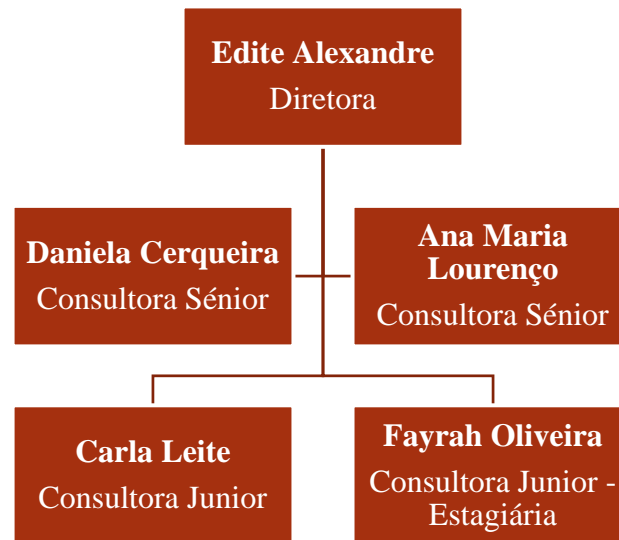 Edite Alexandre
Diretora
Daniela Cerqueira
Consultora Sénior
Ana Maria
Lourenço
Consultora Sénior
Carla Leite
Consultora Junior
Fayrah Oliveira
Consultora Junior -
Estagiária